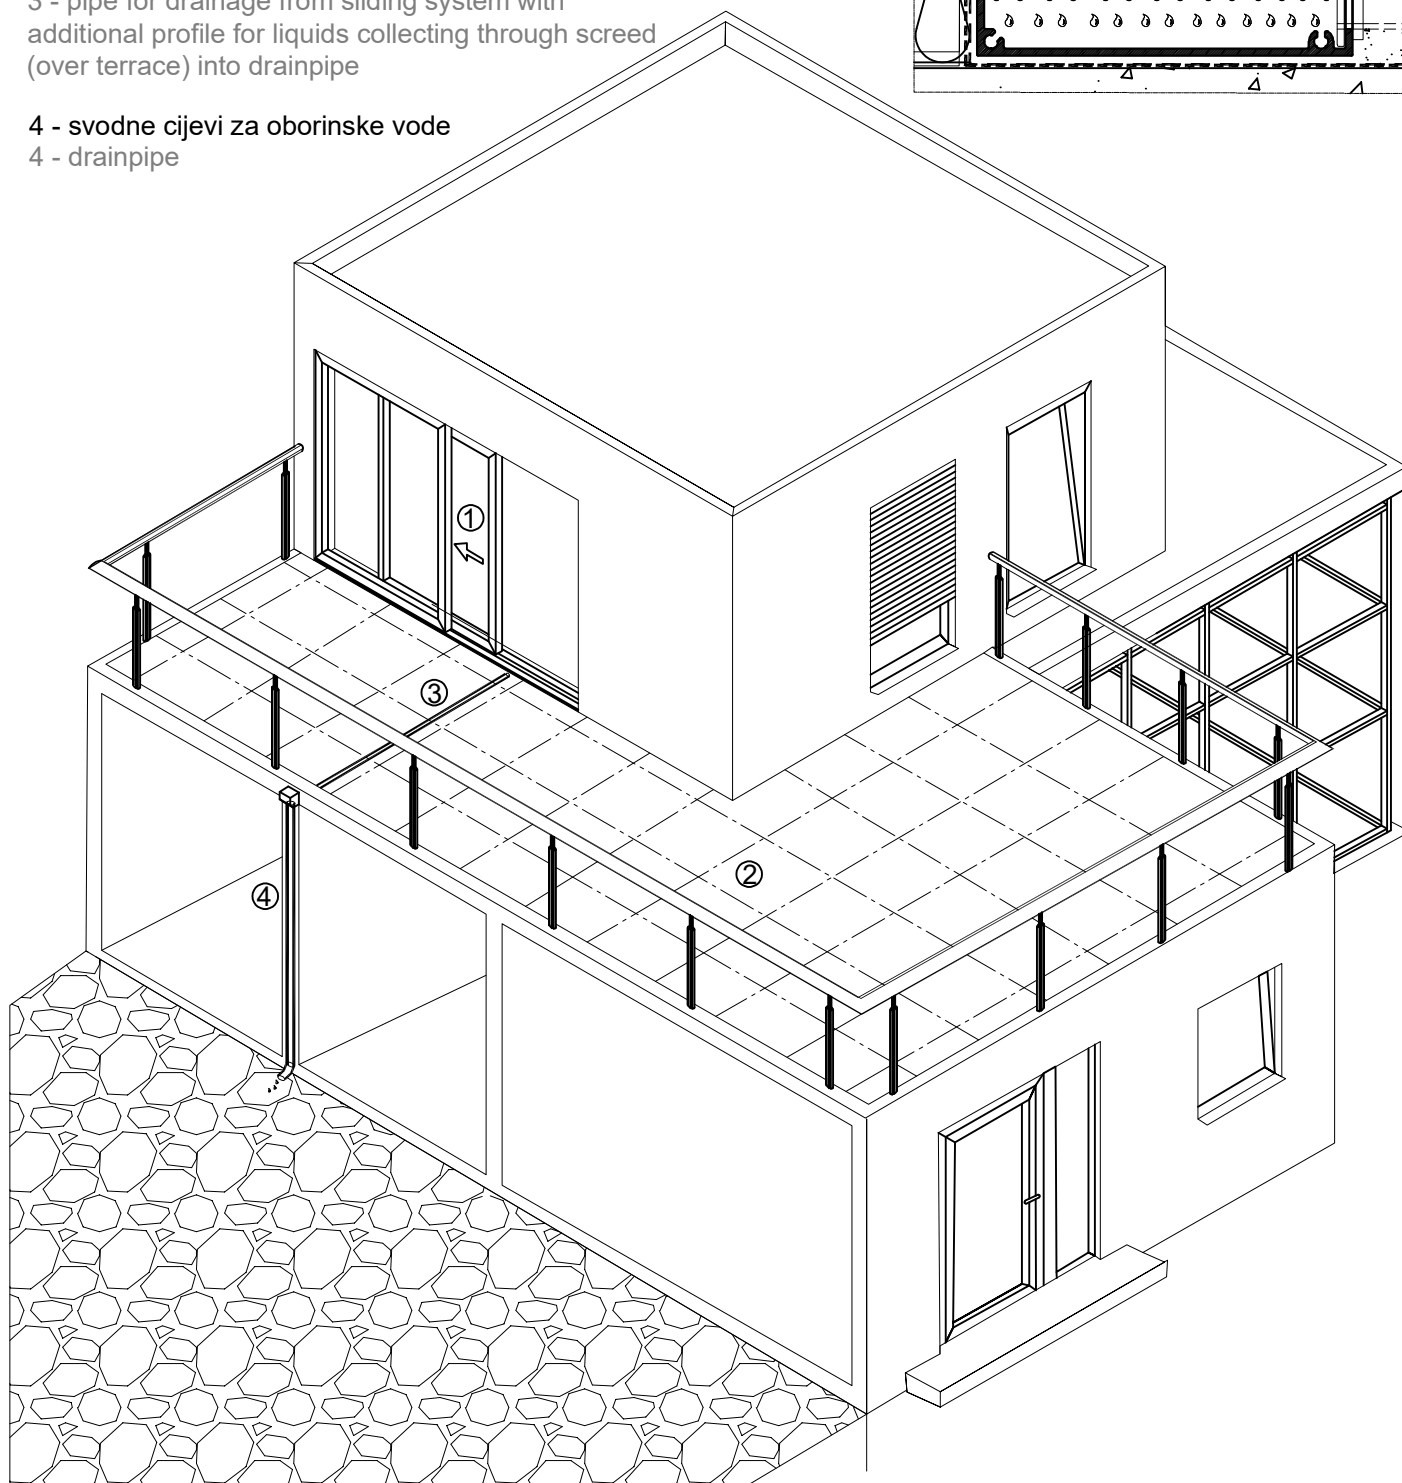 3 - pipe for drainage from sliding system with
additional profile for liquids collecting through screed
(over terrace) into drainpipe
4 - svodne cijevi za oborinske vode
4 - drainpipe
1
3
4
2